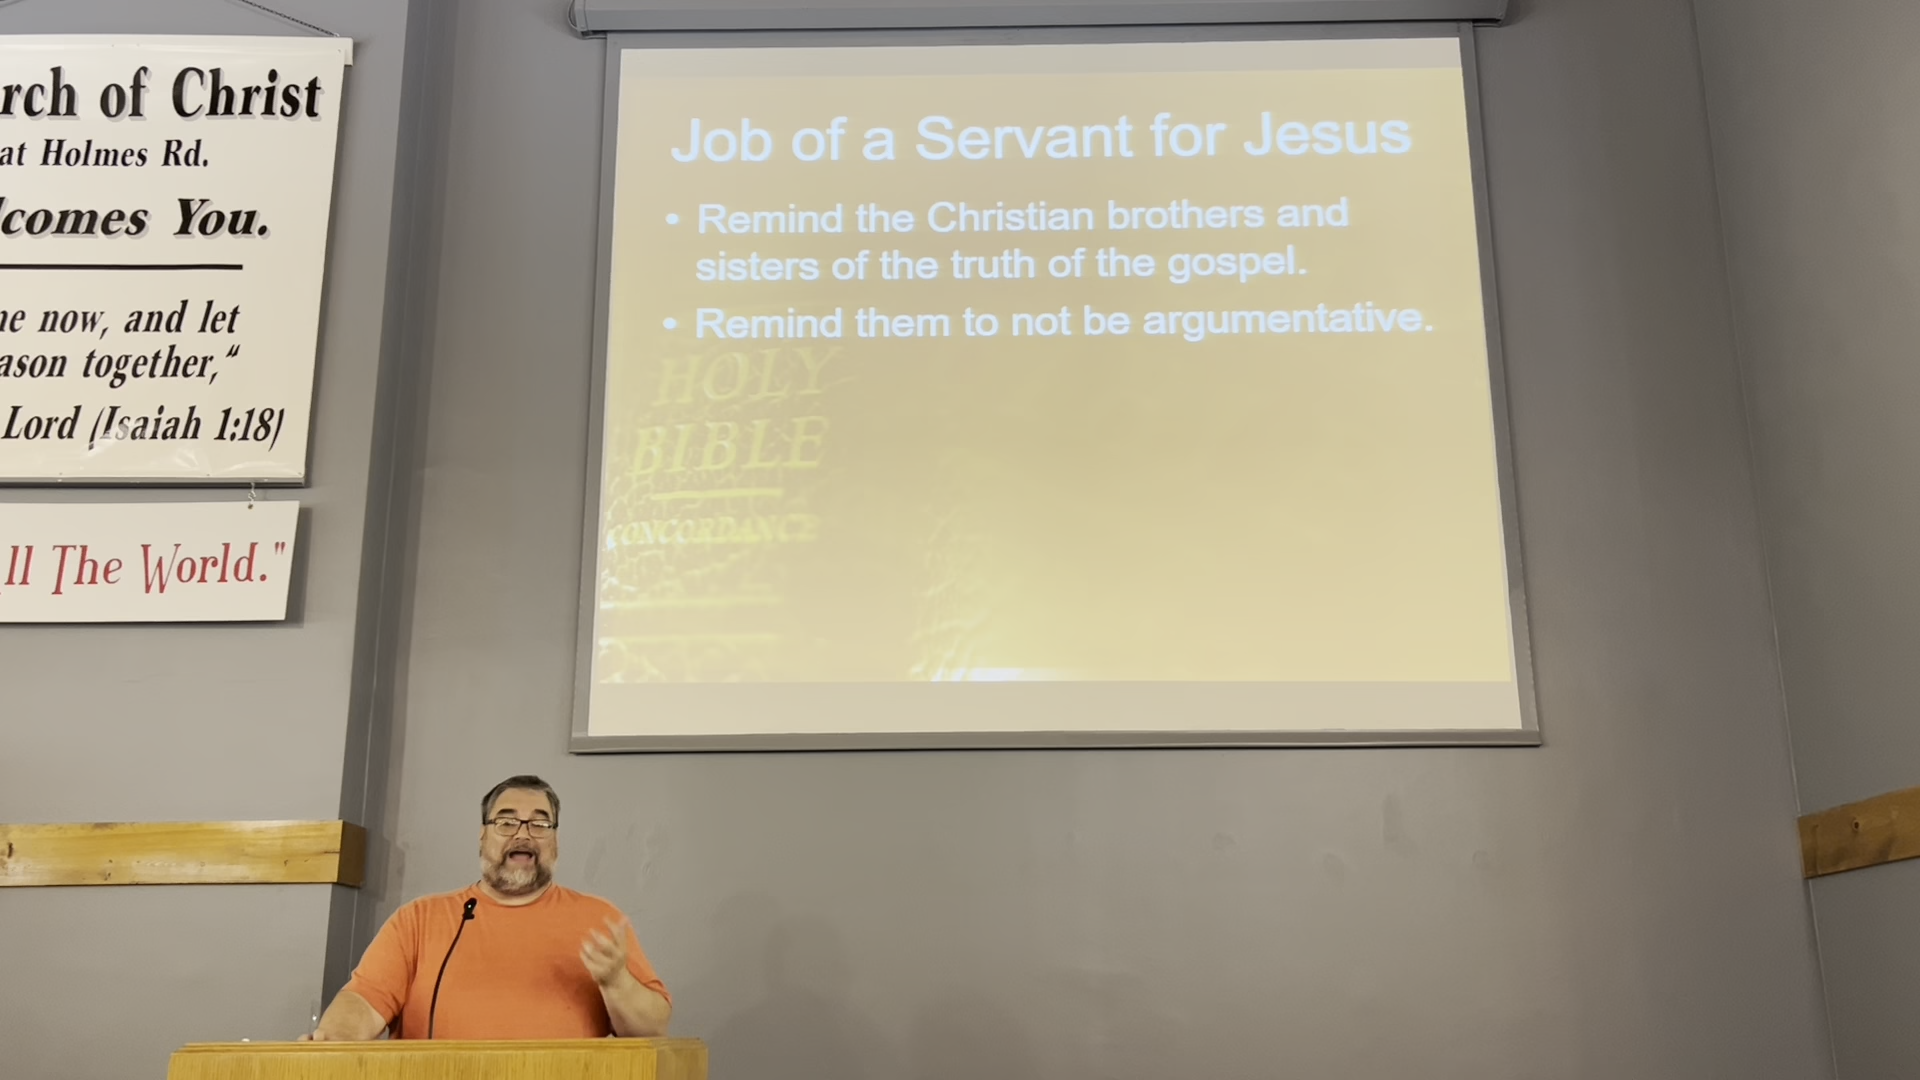 rch of Christ
at Holmes Rd.
lcomes You.
ne now, and let
ason together,“
Lord (Isaiah 1:18)
ll The World."
Job of a Servant for Jesus
• Remind the Christian brothers and
sisters of the truth of the gospel.
• Remind them to not be argumentative.
HOLY
BIBLE
CONCORDANCE